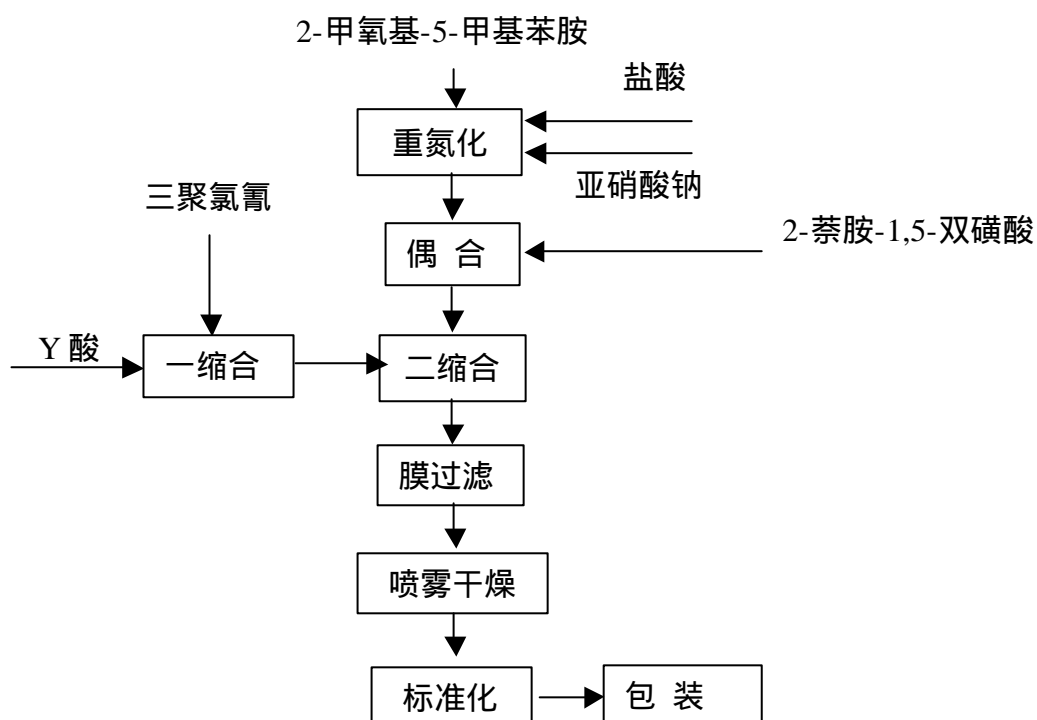 2-甲氧基-5-甲基苯胺
盐酸
重氮化
亚硝酸钠
三聚氯氰
2-萘胺-1,5-双磺酸
偶 合
Y 酸
一缩合
二缩合
膜过滤
喷雾干燥
标准化
包 装